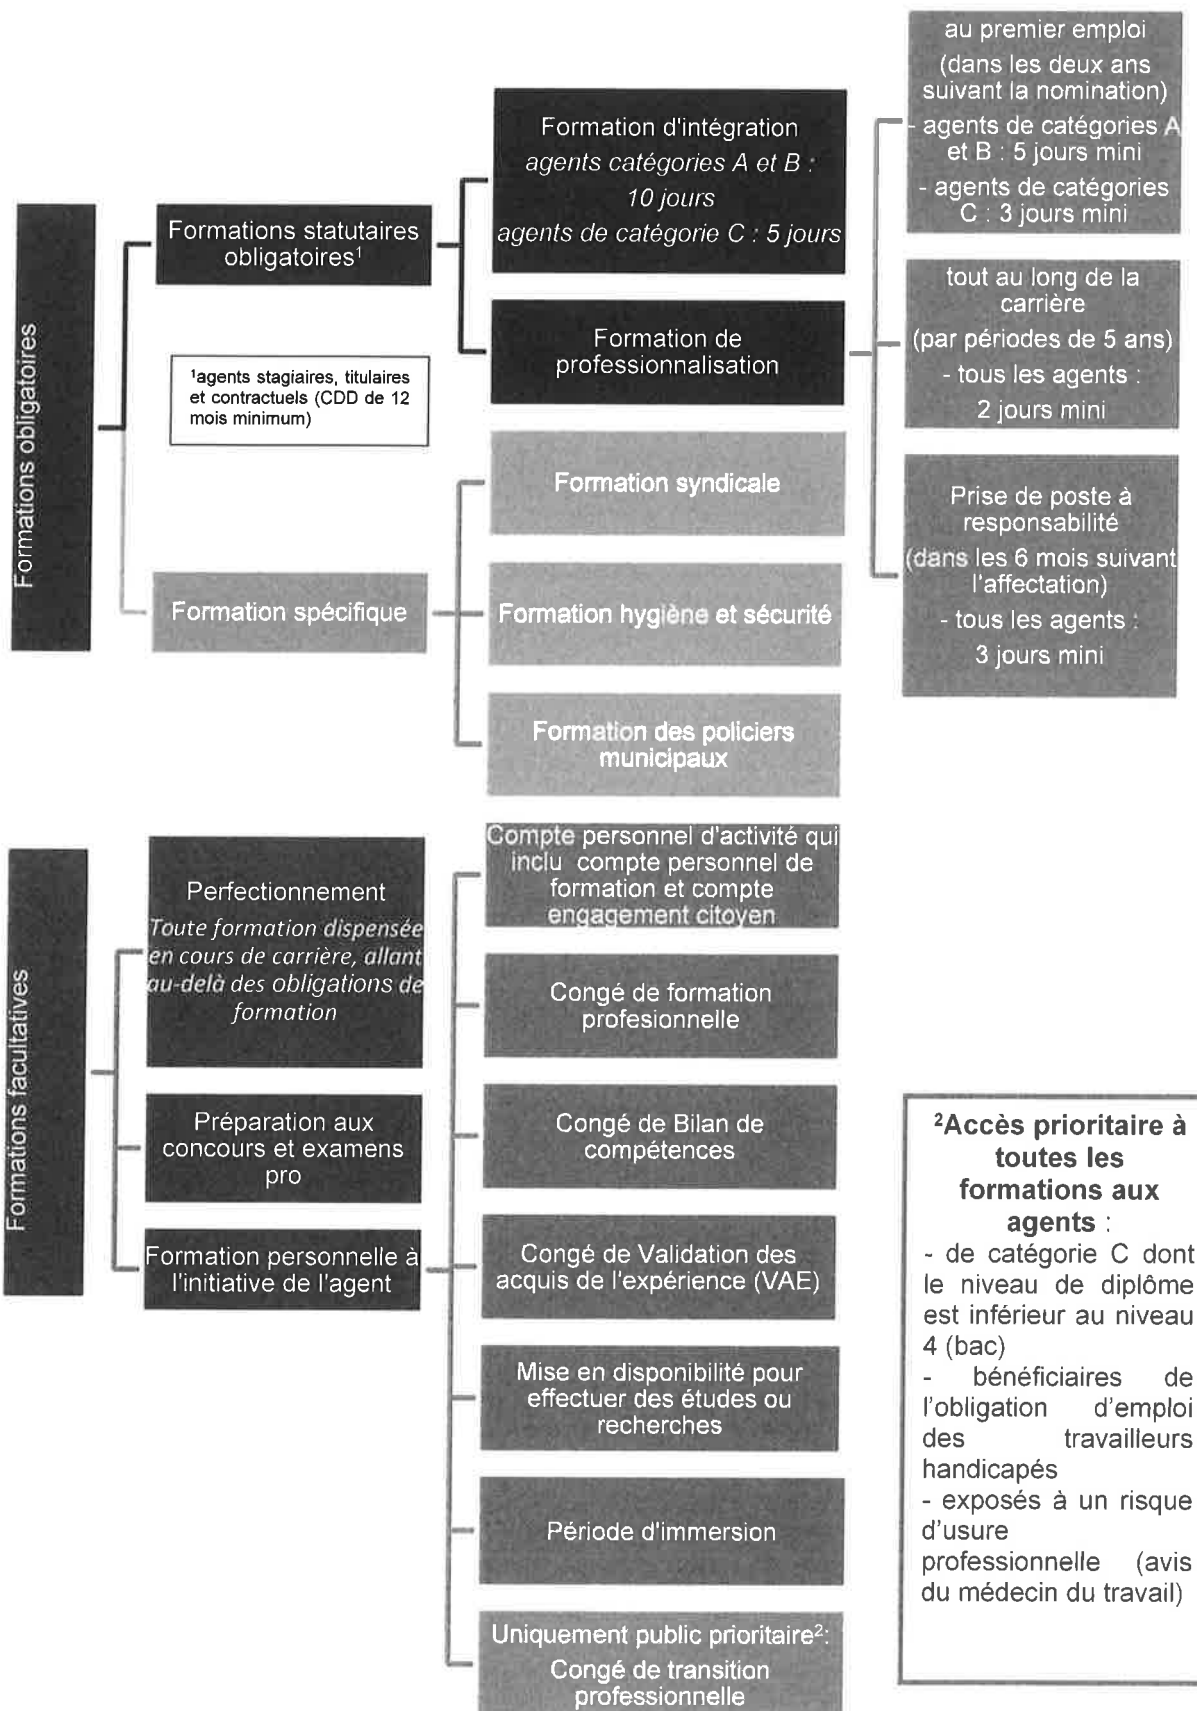 Formations obligatoires
Formations statutaires
obligatoires¹
¹agents stagiaires, titulaires
et contractuels (CDD de 12
mois minimum)
Formation spécifique
Formation d'intégration
agents catégories A et B :
10 jours
agents de catégorie C : 5 jours
Formation de
professionnalisation
Formation syndicale
Formation hygiène et sécurité
Formation des policiers
municipaux
au premier emploi
(dans les deux ans
suivant la nomination)
- agents de catégories A
et B : 5 jours mini
- agents de catégories
C : 3 jours mini
tout au long de la
carrière
(par périodes de 5 ans)
- tous les agents :
2 jours mini
Prise de poste à
responsabilité
(dans les 6 mois suivant
l'affectation)
- tous les agents :
3 jours mini
Formations facultatives
Perfectionnement
Toute formation dispensée
en cours de carrière, allant
au-delà des obligations de
formation
Préparation aux
concours et examens
pro
Formation personnelle à
l'initiative de l'agent
Compte personnel d'activité qui
inclu compte personnel de
formation et compte
engagement citoyen
Congé de formation
profesionnelle
Congé de Bilan de
compétences
Congé de Validation des
acquis de l'expérience (VAE)
Mise en disponibilité pour
effectuer des études ou
recherches
Période d'immersion
Uniquement public prioritaire²:
Congé de transition
professionnelle
²Accès prioritaire à
toutes les
formations aux
agents :
- de catégorie C dont
le niveau de diplôme
est inférieur au niveau
4 (bac)
- bénéficiaires de
l'obligation d'emploi
des travailleurs
handicapés
- exposés à un risque
d'usure
professionnelle (avis
du médecin du travail)